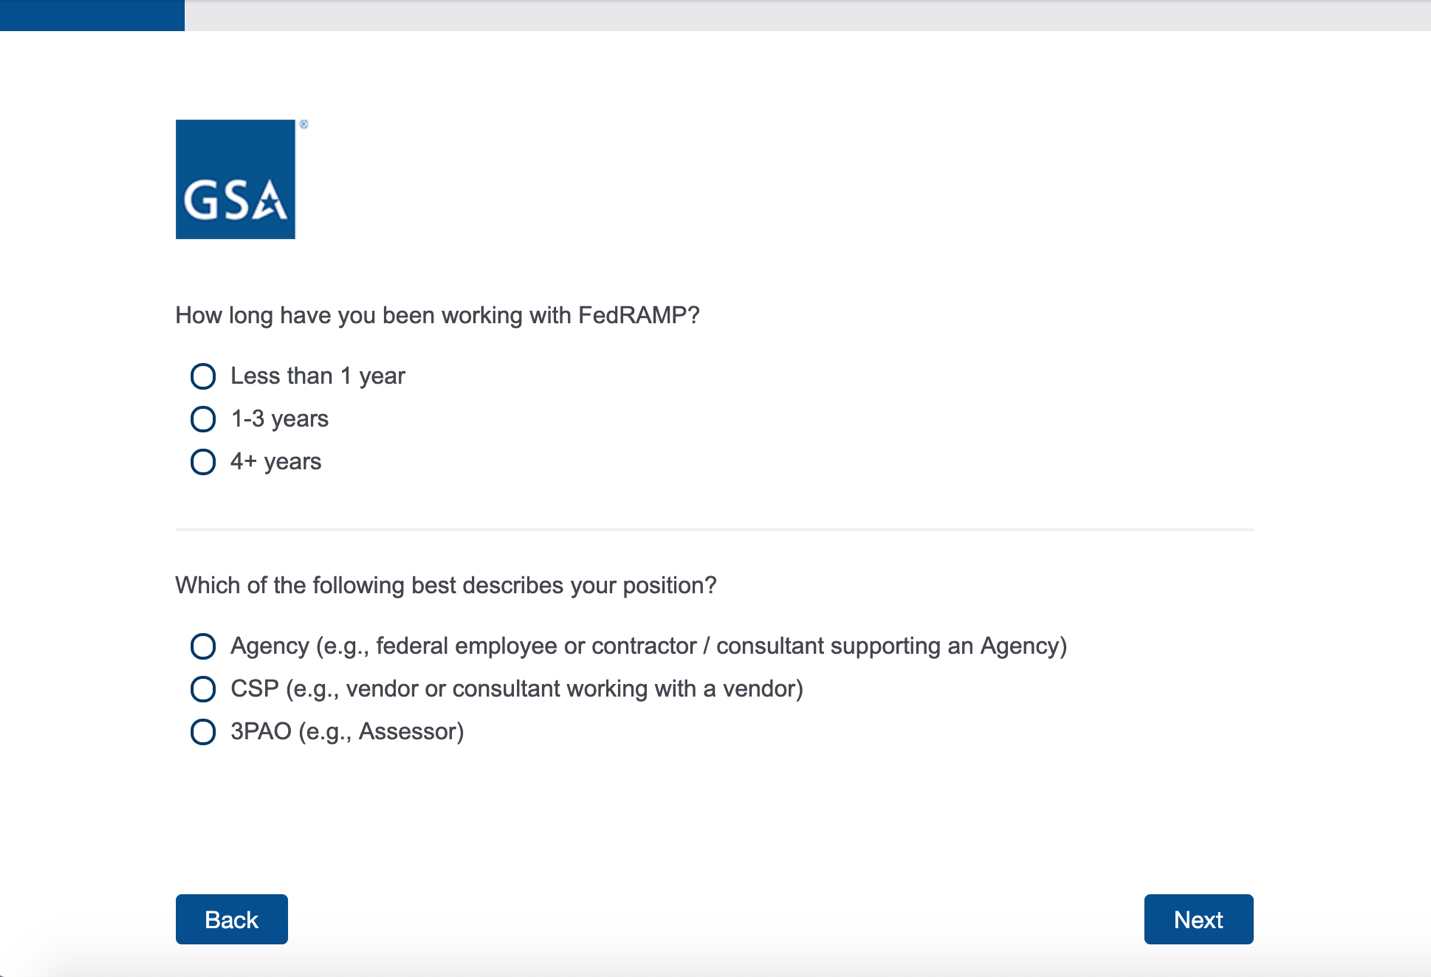 GSA®
How long have you been working with FedRAMP?
Less than 1 year
1-3 years
4+ years
Which of the following best describes your position?
Agency (e.g., federal employee or contractor / consultant supporting an Agency)
CSP (e.g., vendor or consultant working with a vendor)
3PAO (e.g., Assessor)
Back
Next